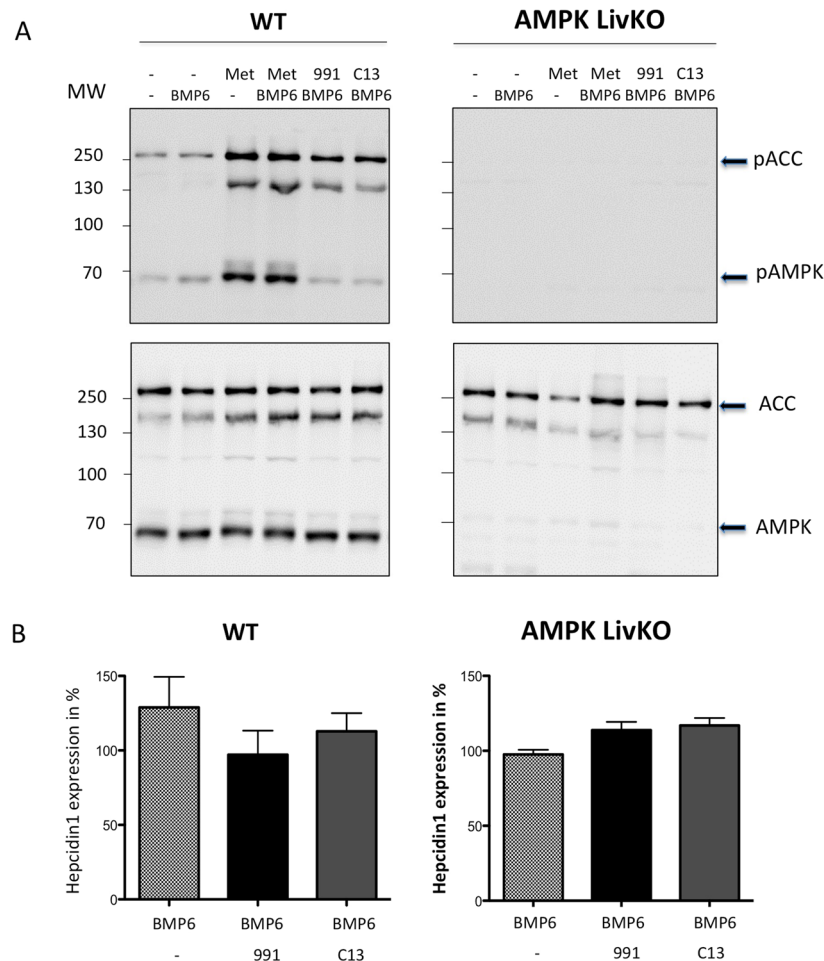 A
WT
AMPK LivKO
- - Met Met 991 C13
- - Met Met 991 C13
MW
- BMP6 - BMP6 BMP6 BMP6
- BMP6 - BMP6 BMP6 BMP6
250
130
100
70
pACC
pAMPK
250
130
100
70
ACC
AMPK
B
WT
AMPK LivKO
Hepcidin1 expression in %
150
100
50
0
BMP6 BMP6 BMP6
- 991 C13
Hepcidin1 expression in %
150
100
50
0
BMP6 BMP6 BMP6
- 991 C13